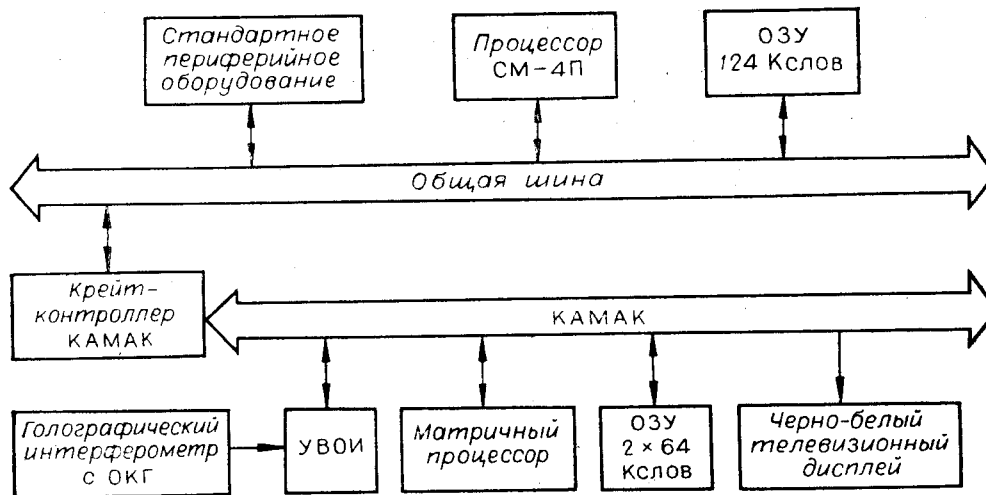 Стандартное
периферийное
оборудование
Процессор
СМ-4П
ОЗУ
124 Кслов
Общая шина
Крейт-
контроллер
КАМАК
КАМАК
Голографический
интерферометр
с ОКГ
УВОИ
Матричный
процессор
ОЗУ
2 × 64
Кслов
Черно-белый
телевизионный
дисплей